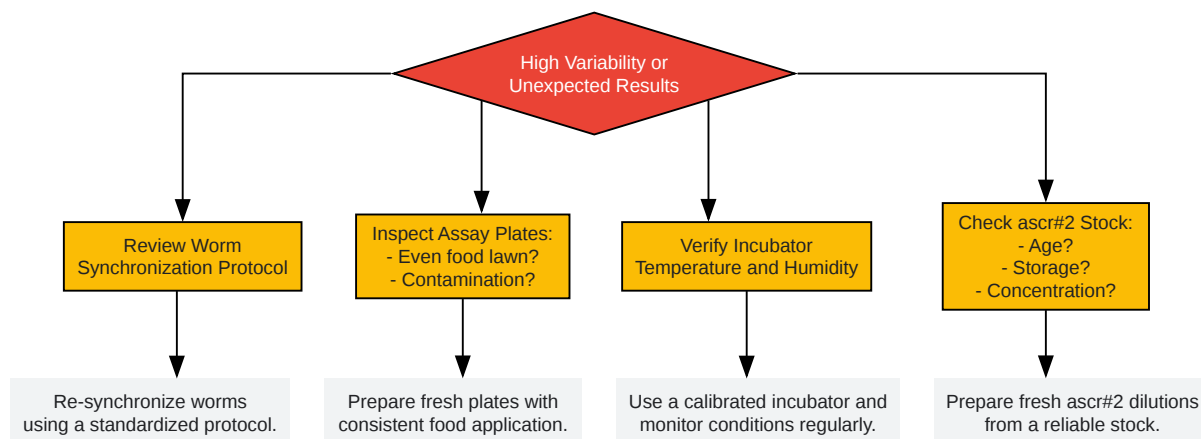 High Variability or
Unexpected Results
Review Worm
Synchronization Protocol
Inspect Assay Plates:
- Even food lawn?
- Contamination?
Verify Incubator
Temperature and Humidity
Check ascr#2 Stock:
- Age?
- Storage?
- Concentration?
Re-synchronize worms
using a standardized protocol.
Prepare fresh plates with
consistent food application.
Use a calibrated incubator and
monitor conditions regularly.
Prepare fresh ascr#2 dilutions
from a reliable stock.